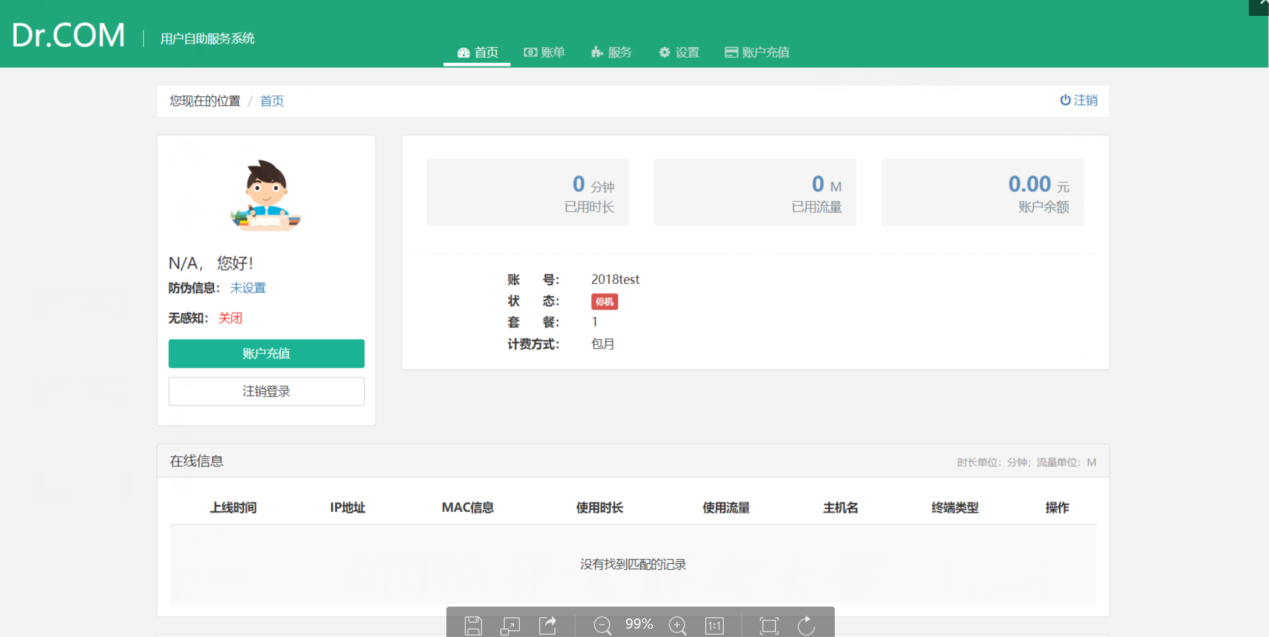 Dr.COM 用户自助服务系统
首页 账单 服务 设置 账户充值
您现在的位置 / 首页 注销
0 分钟
已用时长
0 M
已用流量
0.00 元
账户余额
N/A, 您好!
防伪信息: 未设置
无感知: 关闭
账户充值
注销登录
账 号: 2018test
状 态: 停机
套 餐: 1
计费方式: 包月
在线信息 时长单位: 分钟; 流量单位: M
上线时间 IP地址 MAC信息 使用时长 使用流量 主机名 终端类型 操作
没有找到匹配的记录
99% 1:1